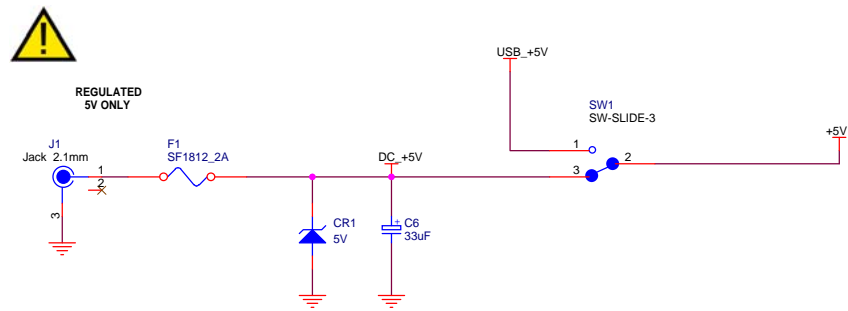 USB_+5V
REGULATED
5V ONLY
SW1
SW-SLIDE-3
+5V
J1
Jack 2.1mm
F1
SF1812_2A
DC_+5V
1
2
3
1
2
3
CR1
5V
+
C6
33uF